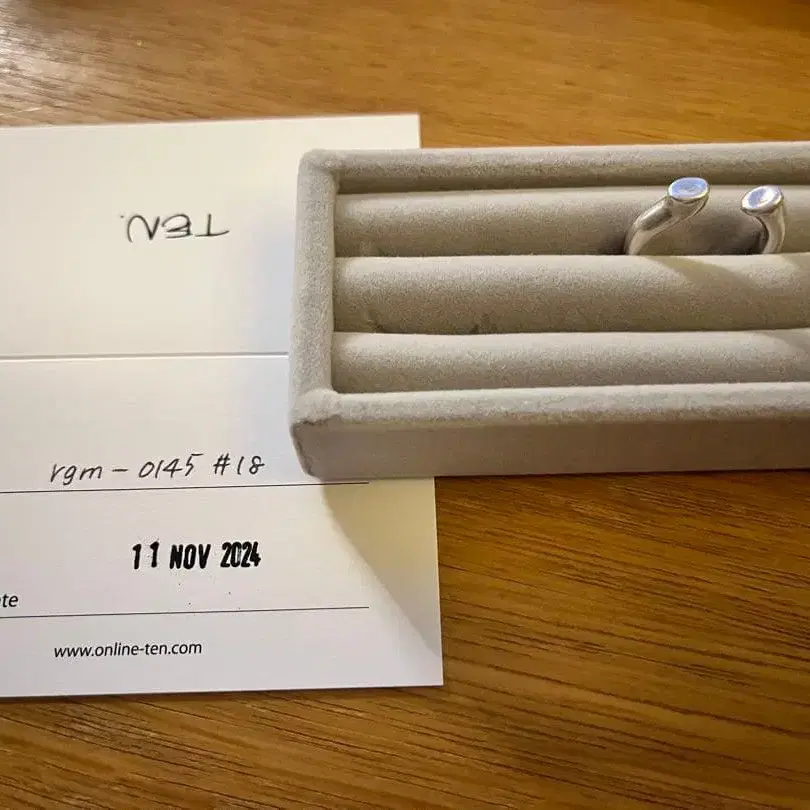 TEN.
rgm-0145 #18
11 NOV 2024
te
www.online-ten.com